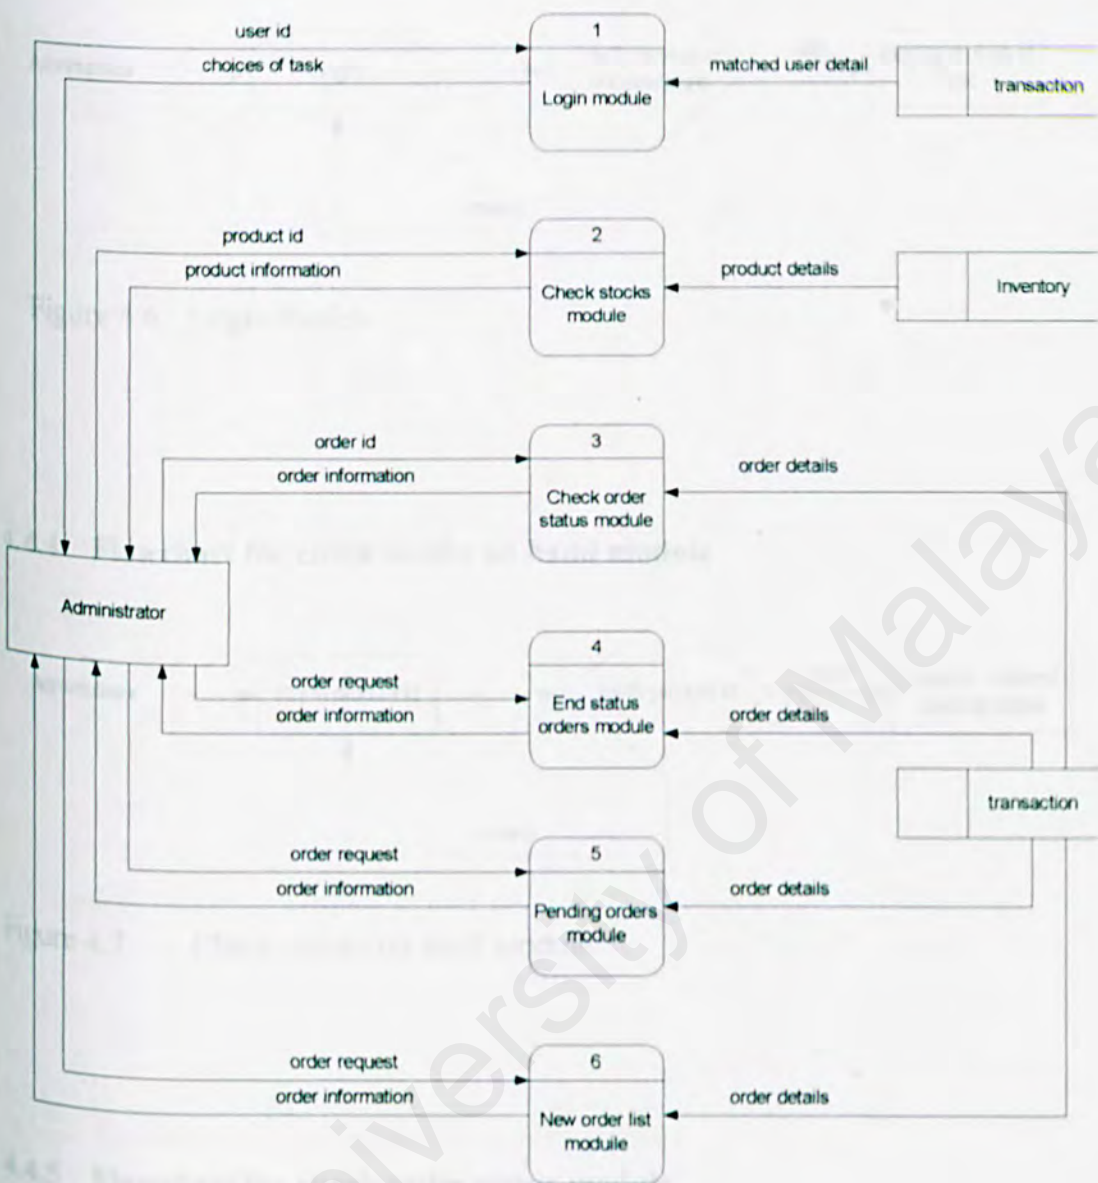 user id
choices of task
1
Login module
matched user detail
transaction
product id
product information
2
Check stocks
module
product details
Inventory
order id
order information
3
Check order
status module
order details
Administrator
order request
order information
4
End status
orders module
order details
transaction
order request
order information
5
Pending orders
module
order details
order request
order information
6
New order list
moduile
order details
University of Malaya